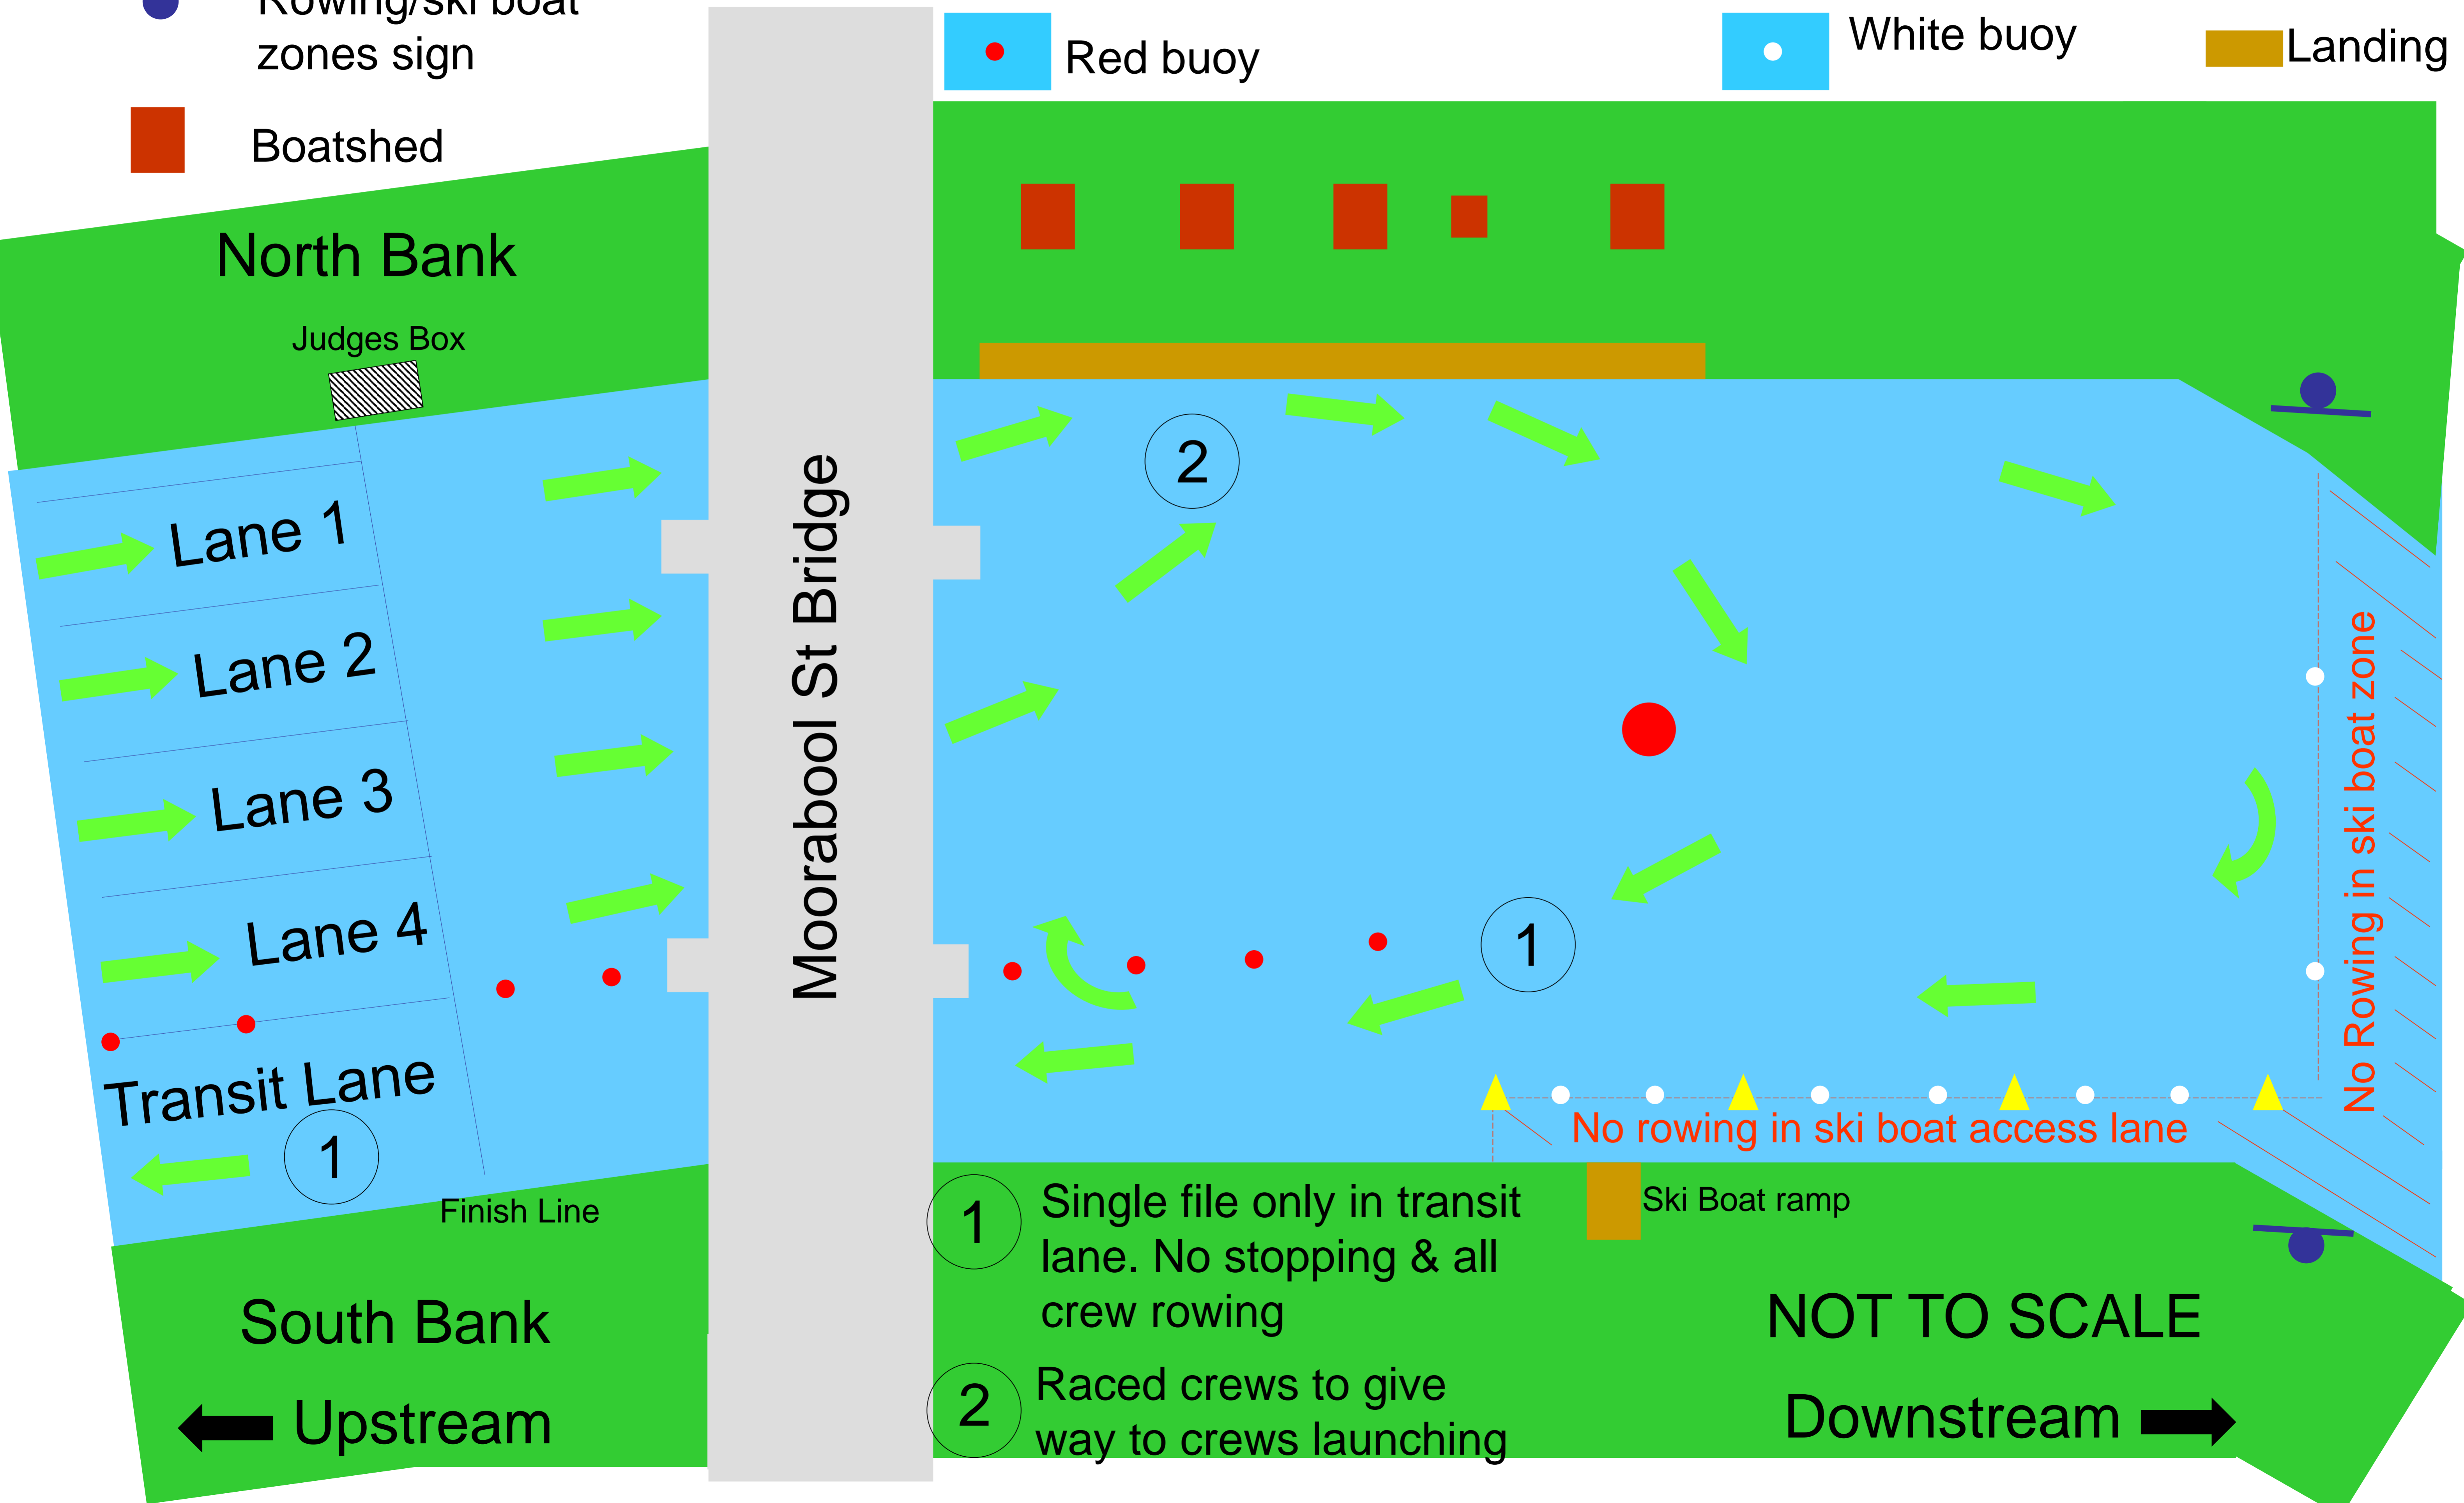 Rowing/ski boat
zones sign
Red buoy
White buoy
Landing
Boatshed
North Bank
Judges Box
Lane 1
Lane 2
Lane 3
Lane 4
Transit Lane
1
Finish Line
South Bank
Upstream
Moorabool St Bridge
2
1
No Rowing in ski boat zone
No rowing in ski boat access lane
Ski Boat ramp
1
Single file only in transit
lane. No stopping & all
crew rowing
2
Raced crews to give
way to crews launching
NOT TO SCALE
Downstream